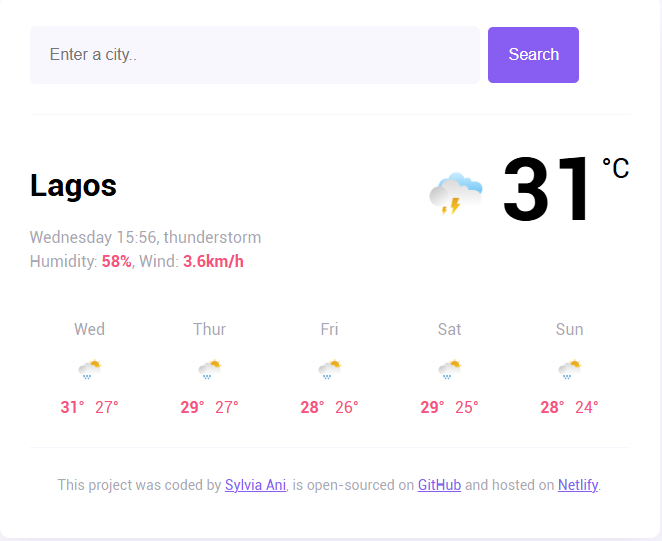 Enter a city.. Search
31 °C
Lagos
Wednesday 15:56, thunderstorm
Humidity: 58%, Wind: 3.6km/h
Wed Thur Fri Sat Sun
31° 27° 29° 27° 28° 26° 29° 25° 28° 24°
This project was coded by Sylvia Ani, is open-sourced on GitHub and hosted on Netlify.